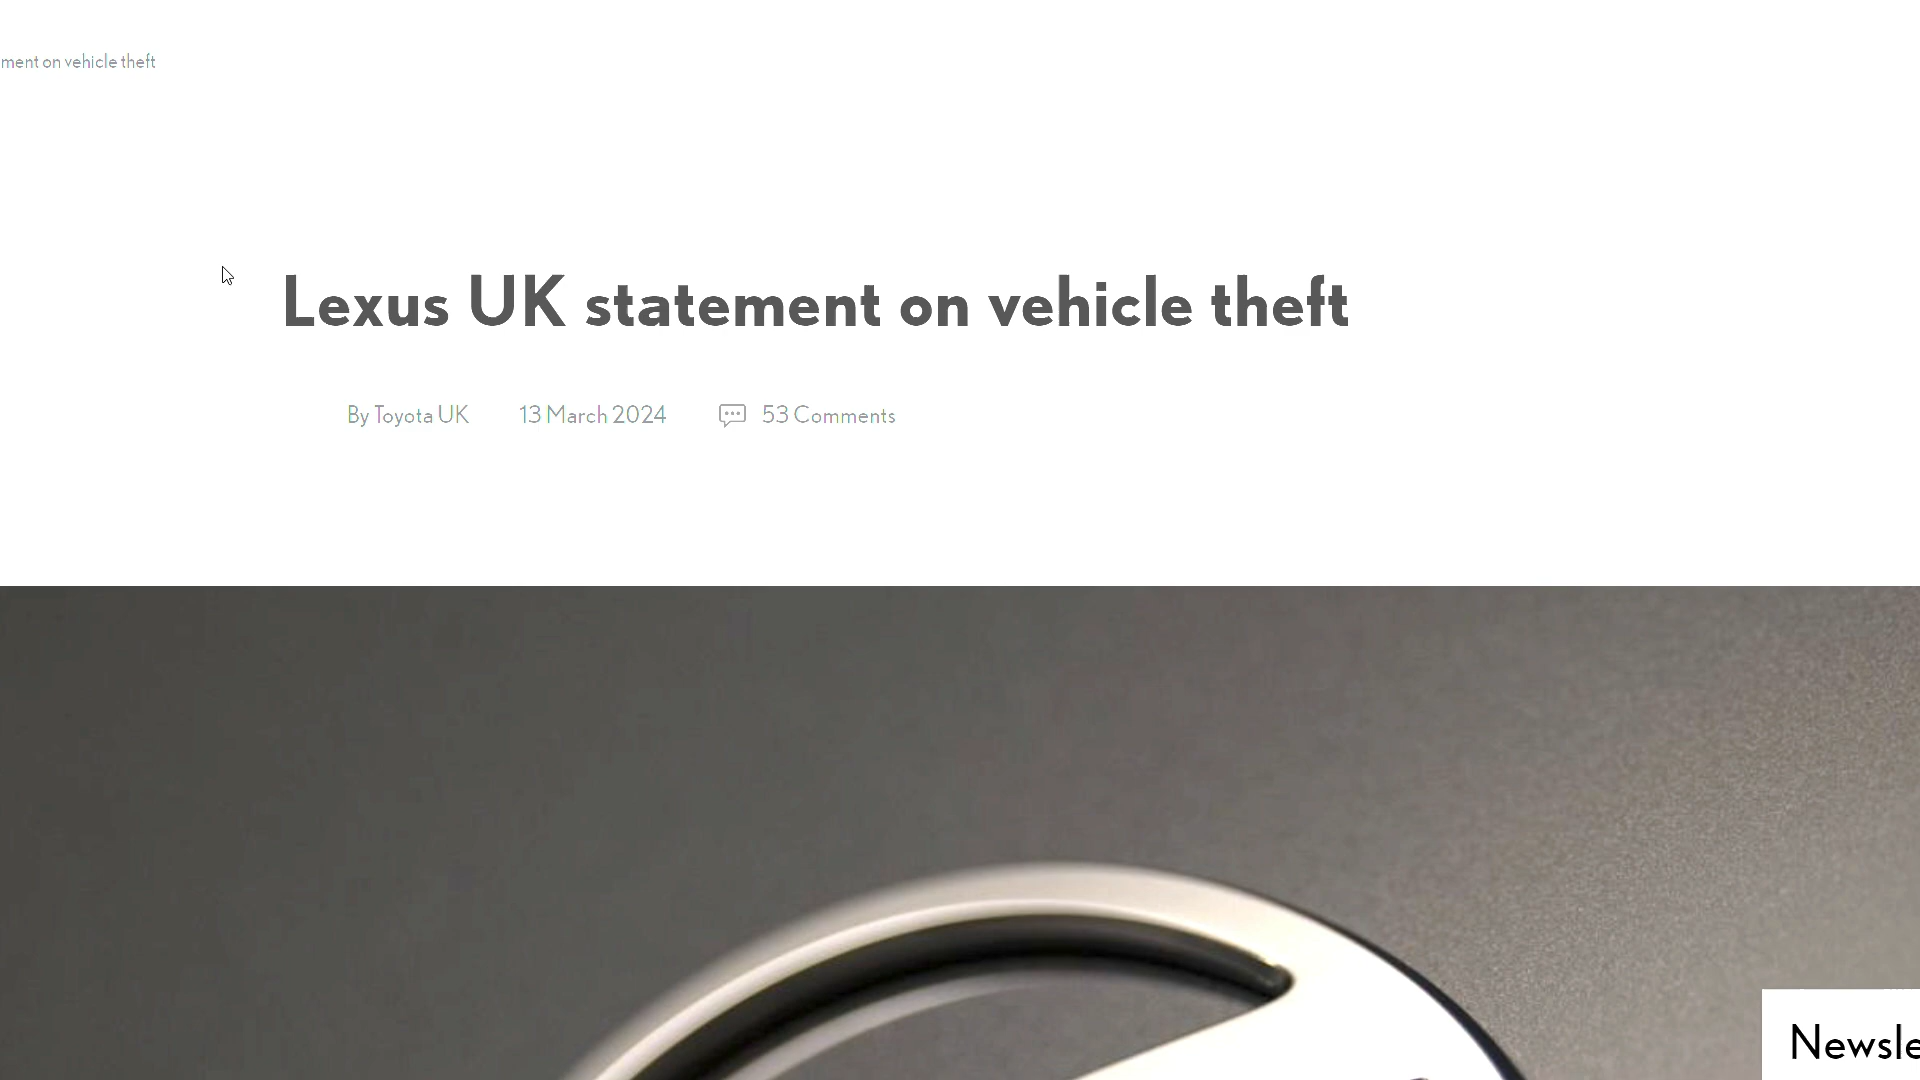 ment on vehicle theft
Lexus UK statement on vehicle theft
By Toyota UK 13 March 2024 53 Comments
Newsle